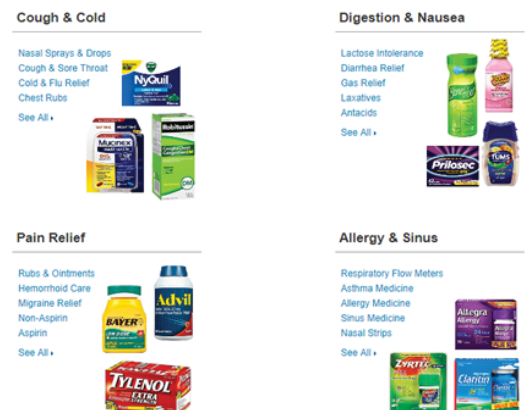 Cough & Cold
Nasal Sprays & Drops
Cough & Sore Throat
Cold & Flu Relief
Chest Rubs
See All
NyQuil
Mucinex
Robitussin
Digestion & Nausea
Lactose Intolerance
Diarrhea Relief
Gas Relief
Laxatives
Antacids
See All
Prilosec
TUMS
Pain Relief
Rubs & Ointments
Hemorrhoid Care
Migraine Relief
Non-Aspirin
Aspirin
See All
Advil
BAYER
LOW DOSE
TYLENOL
EXTRA
STRENGTH
Allergy & Sinus
Respiratory Flow Meters
Asthma Medicine
Allergy Medicine
Sinus Medicine
Nasal Strips
See All
Allegra
Allergy
ZYRTEC
Claritin